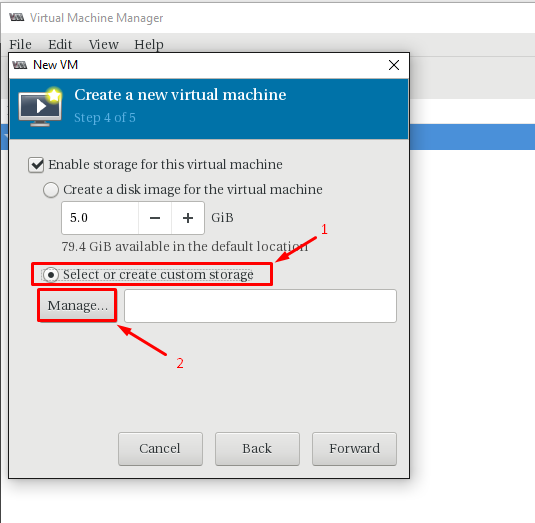 Virtual Machine Manager
File Edit View Help
New VM
Create a new virtual machine
Step 4 of 5
Enable storage for this virtual machine
Create a disk image for the virtual machine
5.0 − + GiB
79.4 GiB available in the default location
1
Select or create custom storage
Manage...
2
Cancel Back Forward